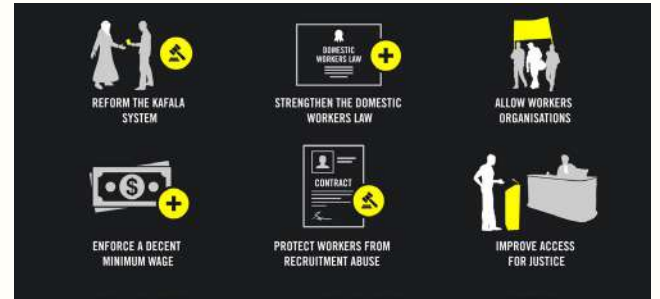 DOMESTIC
WORKERS LAW
REFORM THE KAFALA
SYSTEM
STRENGTHEN THE DOMESTIC
WORKERS LAW
ALLOW WORKERS
ORGANISATIONS
CONTRACT
ENFORCE A DECENT
MINIMUM WAGE
PROTECT WORKERS FROM
RECRUITMENT ABUSE
IMPROVE ACCESS
FOR JUSTICE